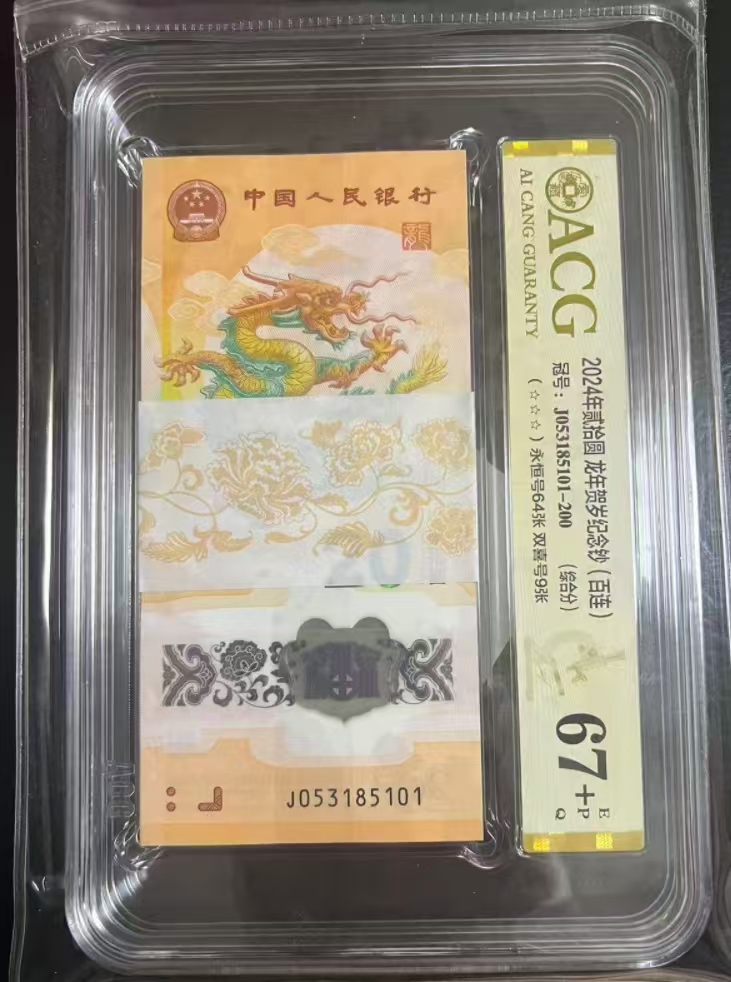 中国人民银行
J053185101
ACG
AI CANG GUARANTY
2024年贰拾圆 龙年贺岁纪念钞（百连）
冠号：J053185101-200 （综合分）
（☆☆☆）永恒号64张 双喜号9张
67+
E
P
Q